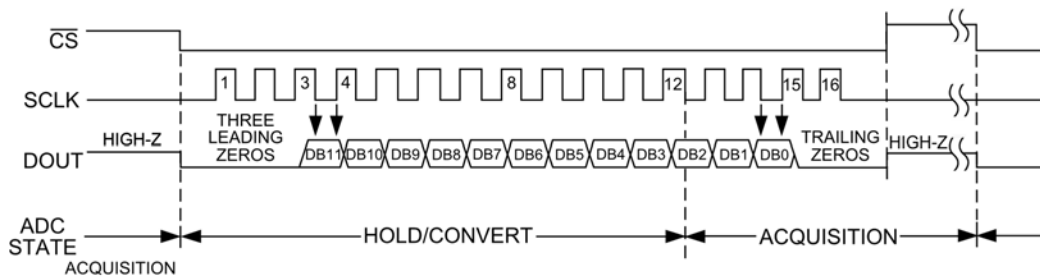 CS
1 3 4 8 12 15 16
SCLK
THREE
LEADING
ZEROS
TRAILING
ZEROS
HIGH-Z
HIGH-Z
DOUT
DB11 DB10 DB9 DB8 DB7 DB6 DB5 DB4 DB3 DB2 DB1 DB0
ADC
STATE
HOLD/CONVERT
ACQUISITION
ACQUISITION